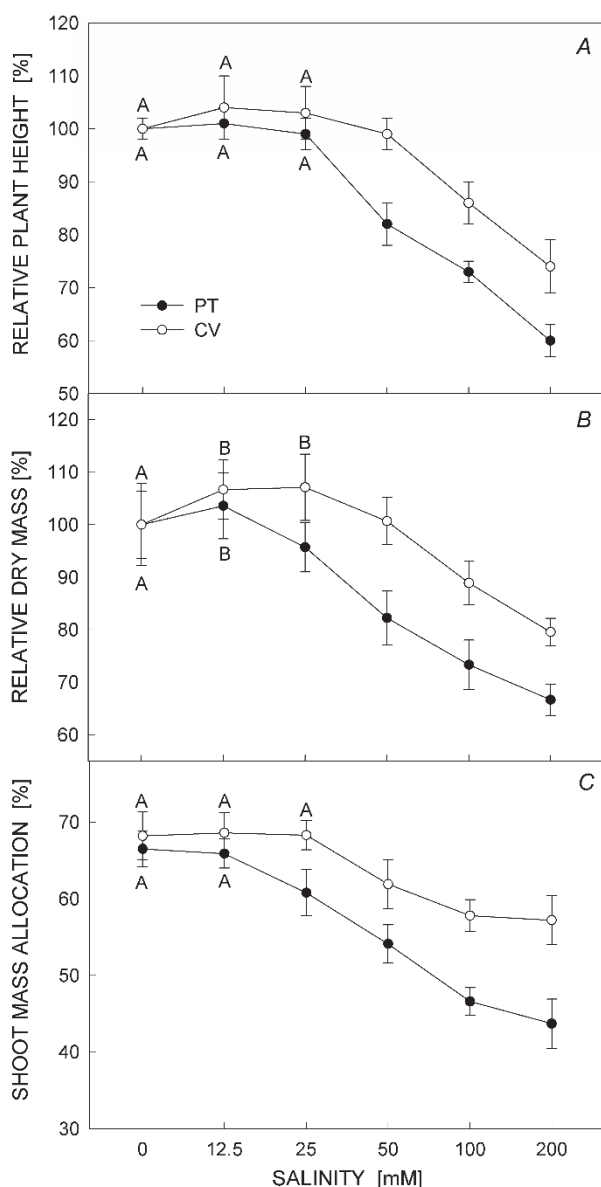 RELATIVE PLANT HEIGHT [%]
120
110
100
90
80
70
60
50
A
A
A
A
A
A
A
PT
CV
RELATIVE DRY MASS [%]
120
110
100
90
80
70
60
B
A
B
B
A
B
SHOOT MASS ALLOCATION [%]
70
60
50
40
30
C
A
A
A
A
A
0 12.5 25 50 100 200
SALINITY [mM]